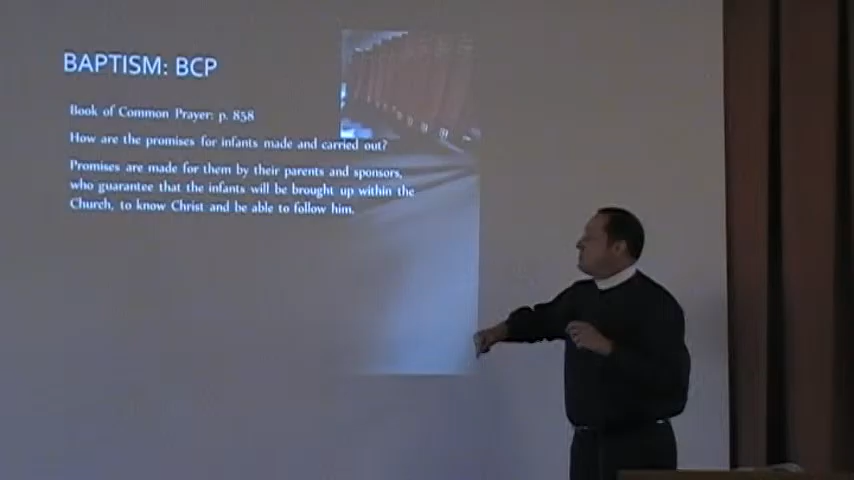 BAPTISM: BCP
Book of Common Prayer: p. 858
How are the promises for infants made and carried out?
Promises are made for them by their parents and sponsors,
who guarantee that the infants will be brought up within the
Church, to know Christ and be able to follow him.